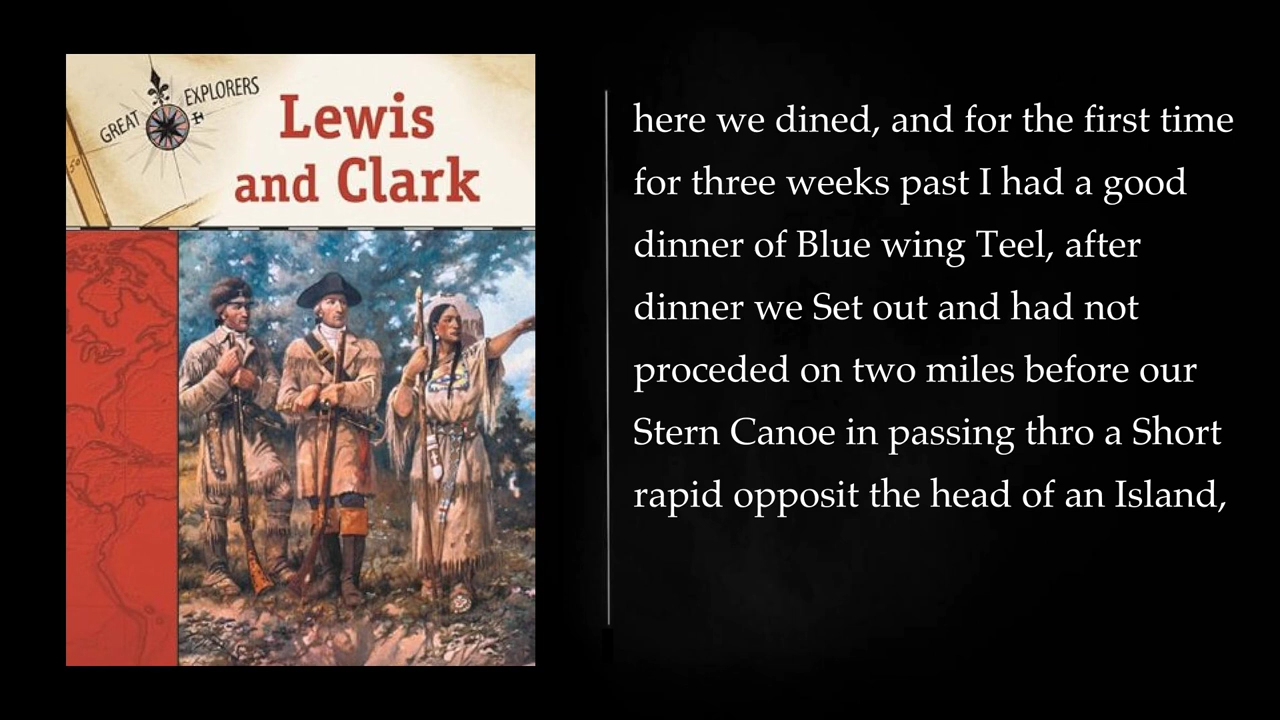 GREAT EXPLORERS
Lewis
and Clark
50
here we dined, and for the first time
for three weeks past I had a good
dinner of Blue wing Teel, after
dinner we Set out and had not
proceded on two miles before our
Stern Canoe in passing thro a Short
rapid opposit the head of an Island,